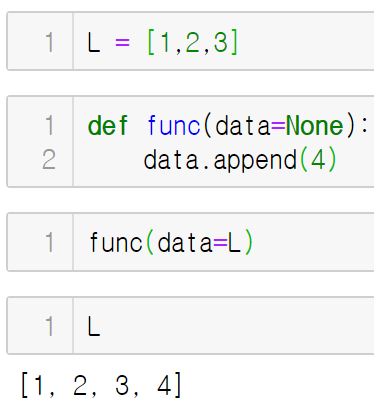 1 L = [1,2,3]
1 def func(data=None):
2     data.append(4)
1 func(data=L)
1 L
[1, 2, 3, 4]